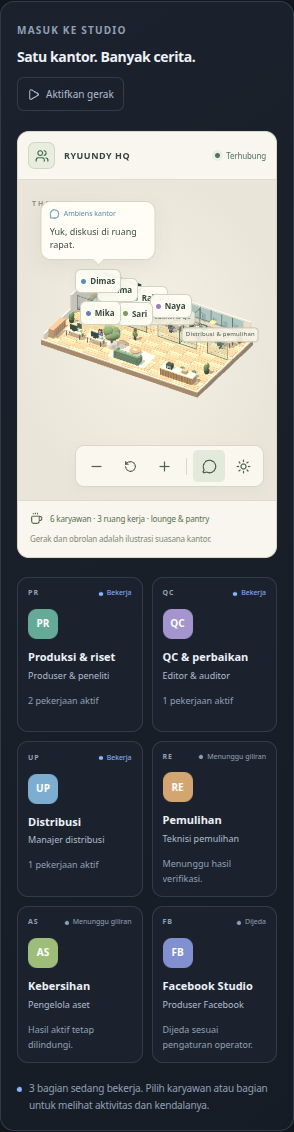 MASUK KE STUDIO
Satu kantor. Banyak cerita.
Aktifkan gerak
RYUUNDY HQ
Terhubung
Ambiens kantor
Yuk, diskusi di ruang
rapat.
Dimas
Mika
Sari
Naya
Distribusi & pemulihan
6 karyawan · 3 ruang kerja · lounge & pantry
Gerak dan obrolan adalah ilustrasi suasana kantor.
PR
Bekerja
PR
Produksi & riset
Produser & peneliti
2 pekerjaan aktif
QC
Bekerja
QC
QC & perbaikan
Editor & auditor
1 pekerjaan aktif
UP
Bekerja
UP
Distribusi
Manajer distribusi
1 pekerjaan aktif
RE
Menunggu giliran
RE
Pemulihan
Teknisi pemulihan
Menunggu hasil
verifikasi.
AS
Menunggu giliran
AS
Kebersihan
Pengelola aset
Hasil aktif tetap
dilindungi.
FB
Dijeda
FB
Facebook Studio
Produser Facebook
Dijeda sesuai
pengaturan operator.
3 bagian sedang bekerja. Pilih karyawan atau bagian
untuk melihat aktivitas dan kendalanya.